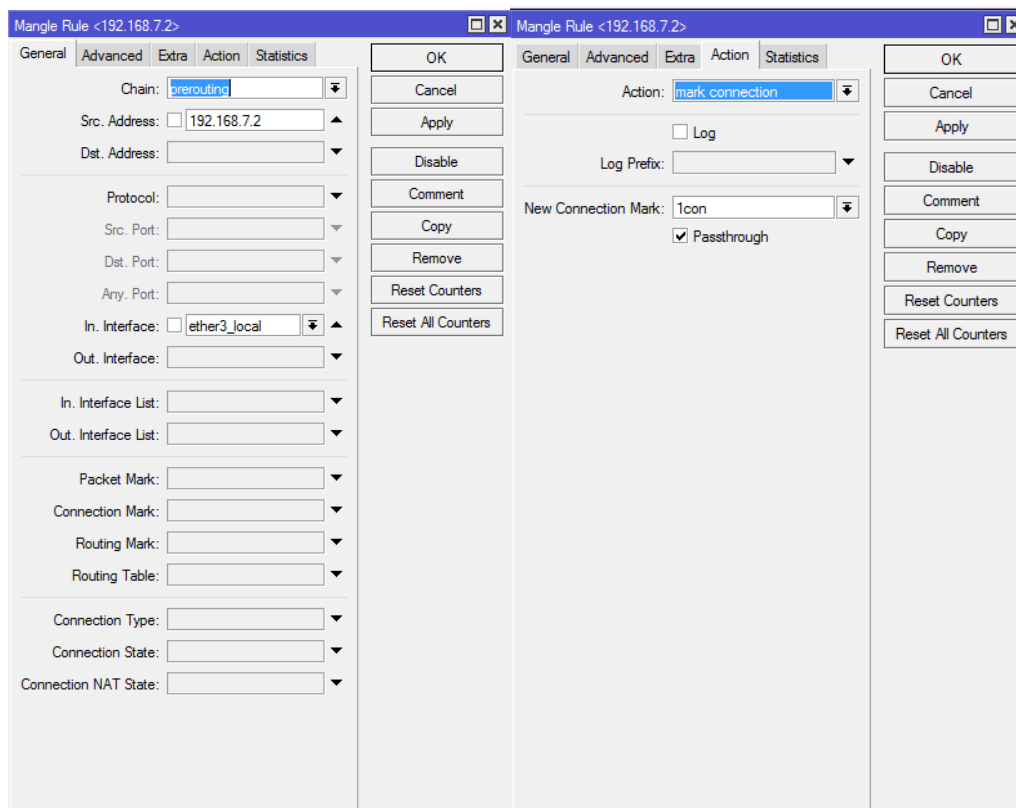 Mangle Rule <192.168.7.2>
General Advanced Extra Action Statistics
Chain: prerouting
Src. Address: 192.168.7.2
Dst. Address:
Protocol:
Src. Port:
Dst. Port:
Any. Port:
In. Interface: ether3_local
Out. Interface:
In. Interface List:
Out. Interface List:
Packet Mark:
Connection Mark:
Routing Mark:
Routing Table:
Connection Type:
Connection State:
Connection NAT State:
OK
Cancel
Apply
Disable
Comment
Copy
Remove
Reset Counters
Reset All Counters
Mangle Rule <192.168.7.2>
General Advanced Extra Action Statistics
Action: mark connection
Log
Log Prefix:
New Connection Mark: 1con
Passthrough
OK
Cancel
Apply
Disable
Comment
Copy
Remove
Reset Counters
Reset All Counters